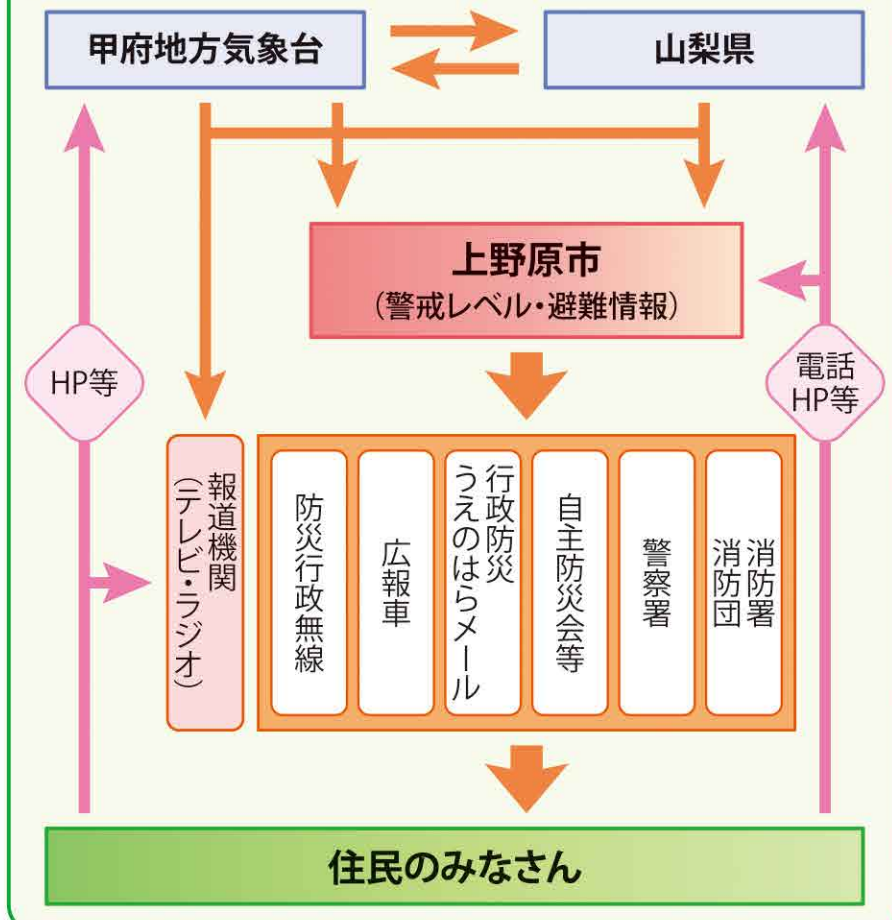 甲府地方気象台
山梨県
上野原市
（警戒レベル・避難情報）
HP等
電話
HP等
報道機関
（テレビ・ラジオ）
防災行政無線
広報車
行政防災
うえのはらメール
自主防災会等
警察署
消防署
消防団
住民のみなさん